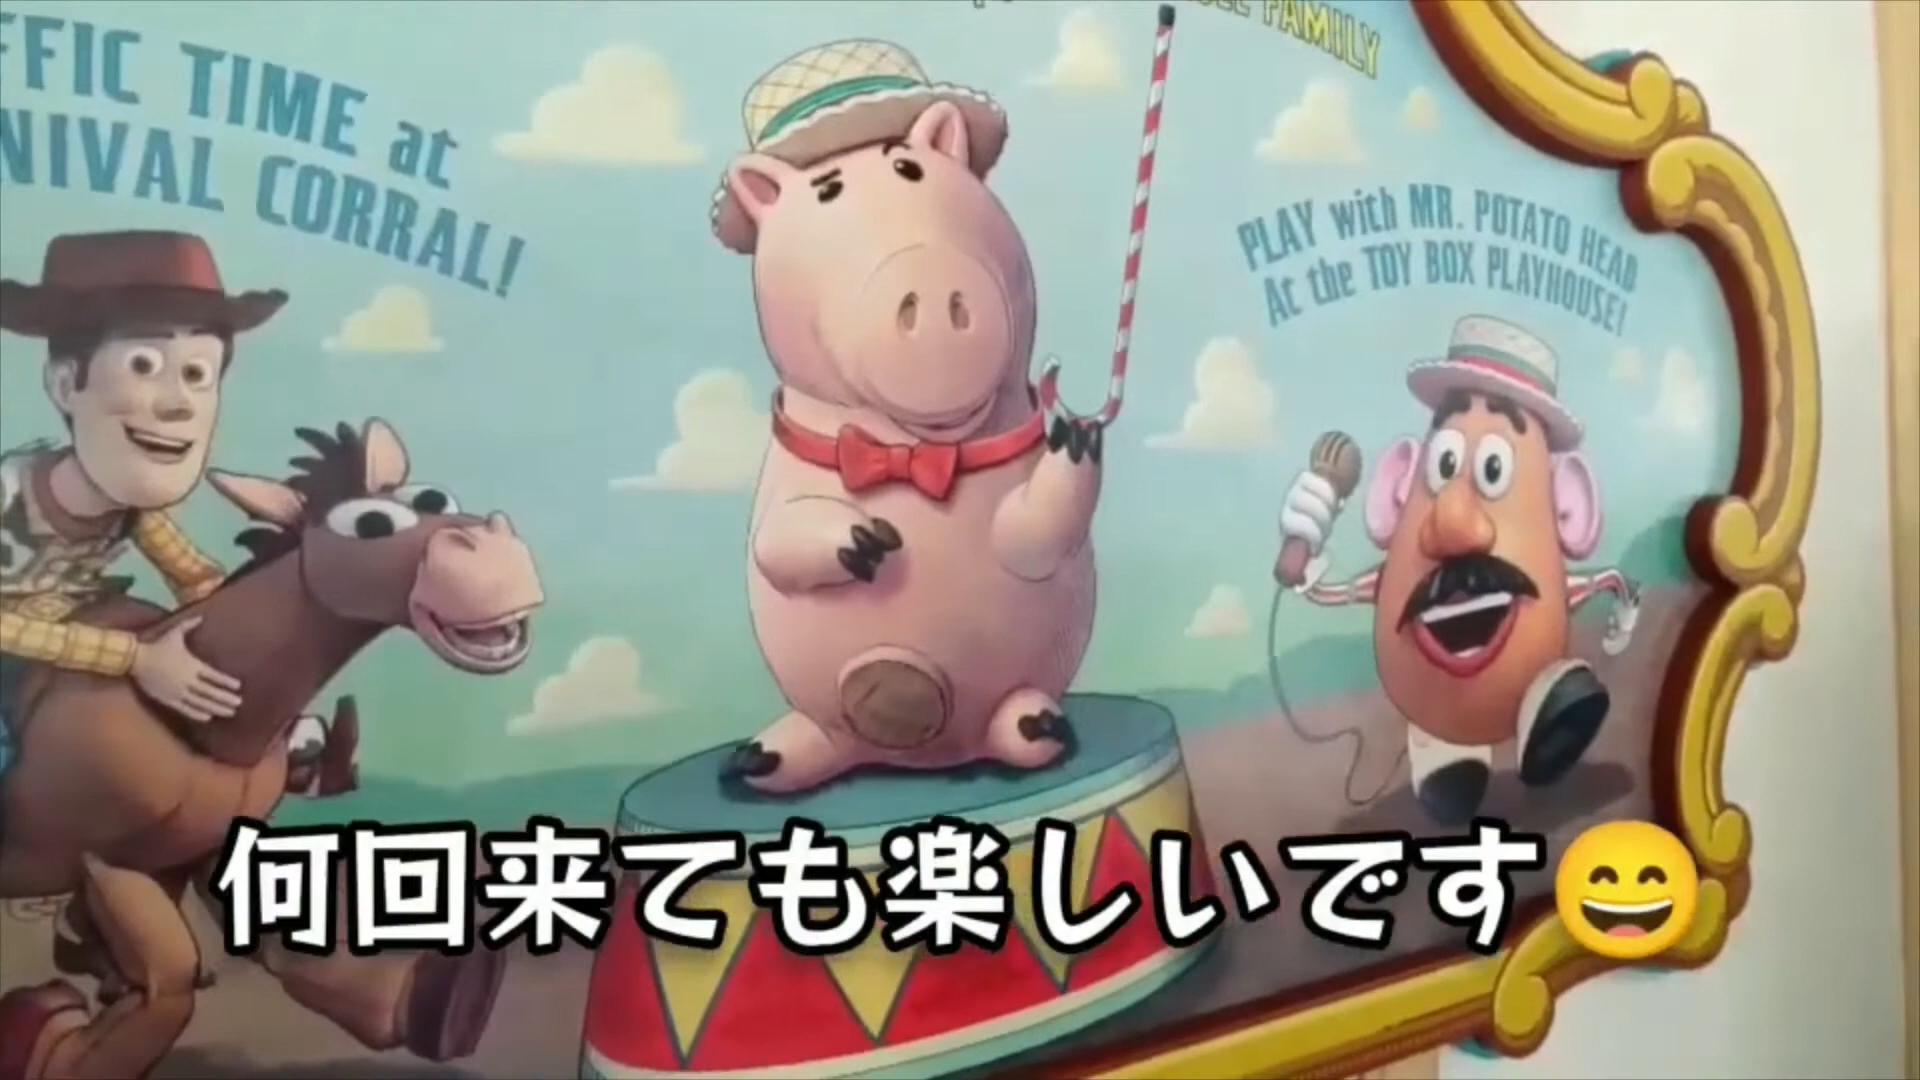 FFIC TIME at
NIVAL CORRAL!
FAMILY
PLAY with MR. POTATO HEAD
At the TOY BOX PLAYHOUSE!
何回来ても楽しいです😄